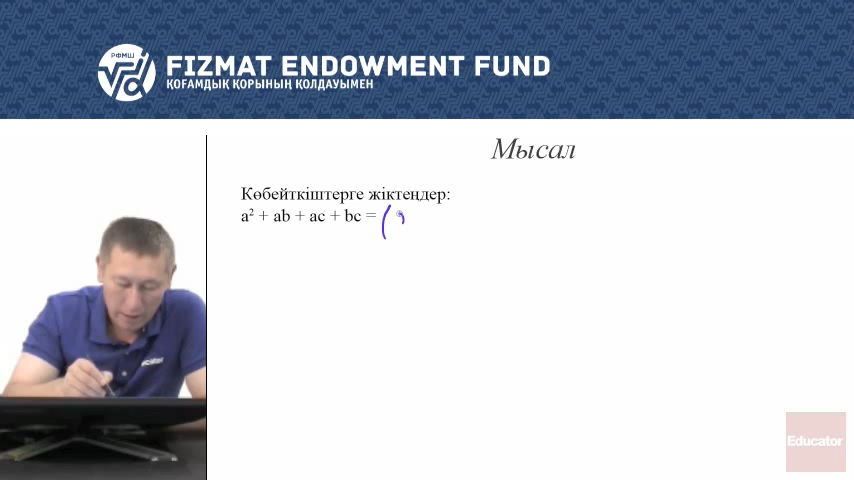 РФМШ
FIZMAT ENDOWMENT FUND
ҚОҒАМДЫҚ ҚОРЫНЫҢ ҚОЛДАУЫМЕН
Мысал
Көбейткіштерге жіктеңдер:
a² + ab + ac + bc = (
Educator